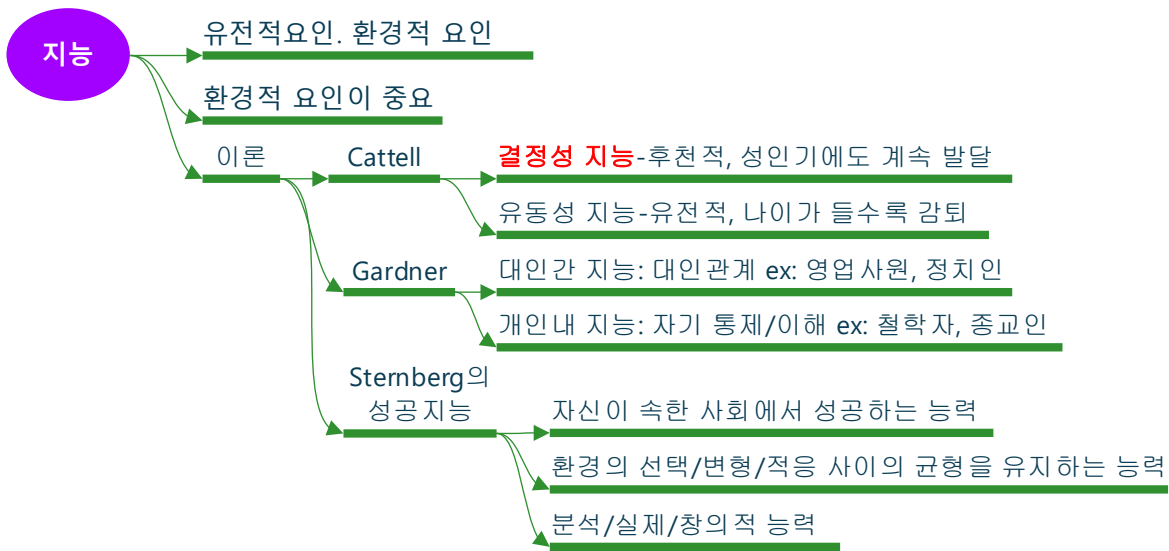 지능
유전적요인. 환경적 요인
환경적 요인이 중요
이론
Cattell
결정성 지능-후천적, 성인기에도 계속 발달
유동성 지능-유전적, 나이가 들수록 감퇴
Gardner
대인간 지능: 대인관계 ex: 영업사원, 정치인
개인내 지능: 자기 통제/이해 ex: 철학자, 종교인
Sternberg의
성공지능
자신이 속한 사회에서 성공하는 능력
환경의 선택/변형/적응 사이의 균형을 유지하는 능력
분석/실제/창의적 능력